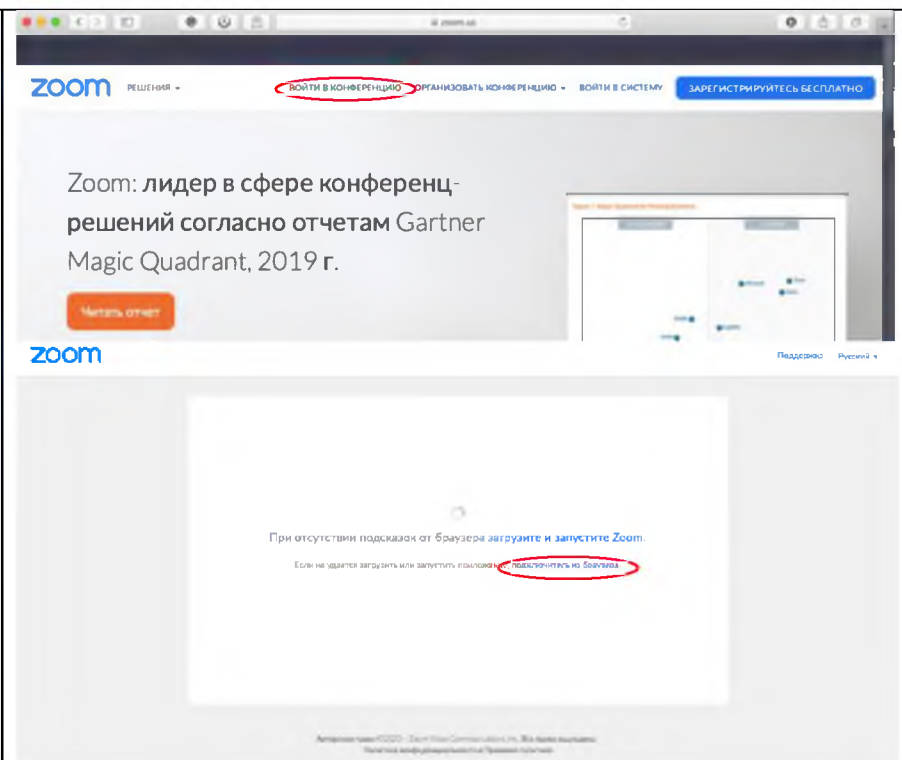 zoom.us
zoom РЕШЕНИЯ ВОЙТИ В КОНФЕРЕНЦИЮ ОРГАНИЗОВАТЬ КОНФЕРЕНЦИЮ ВОЙТИ В СИСТЕМУ ЗАРЕГИСТРИРУЙТЕСЬ БЕСПЛАТНО
Zoom: лидер в сфере конференц-
решений согласно отчетам Gartner
Magic Quadrant, 2019 г.
Читать отчет
zoom Поддержка Русский
При отсутствии подсказок от браузера загрузите и запустите Zoom.
Если не удается загрузить или запустить приложение, подключитесь из браузера.